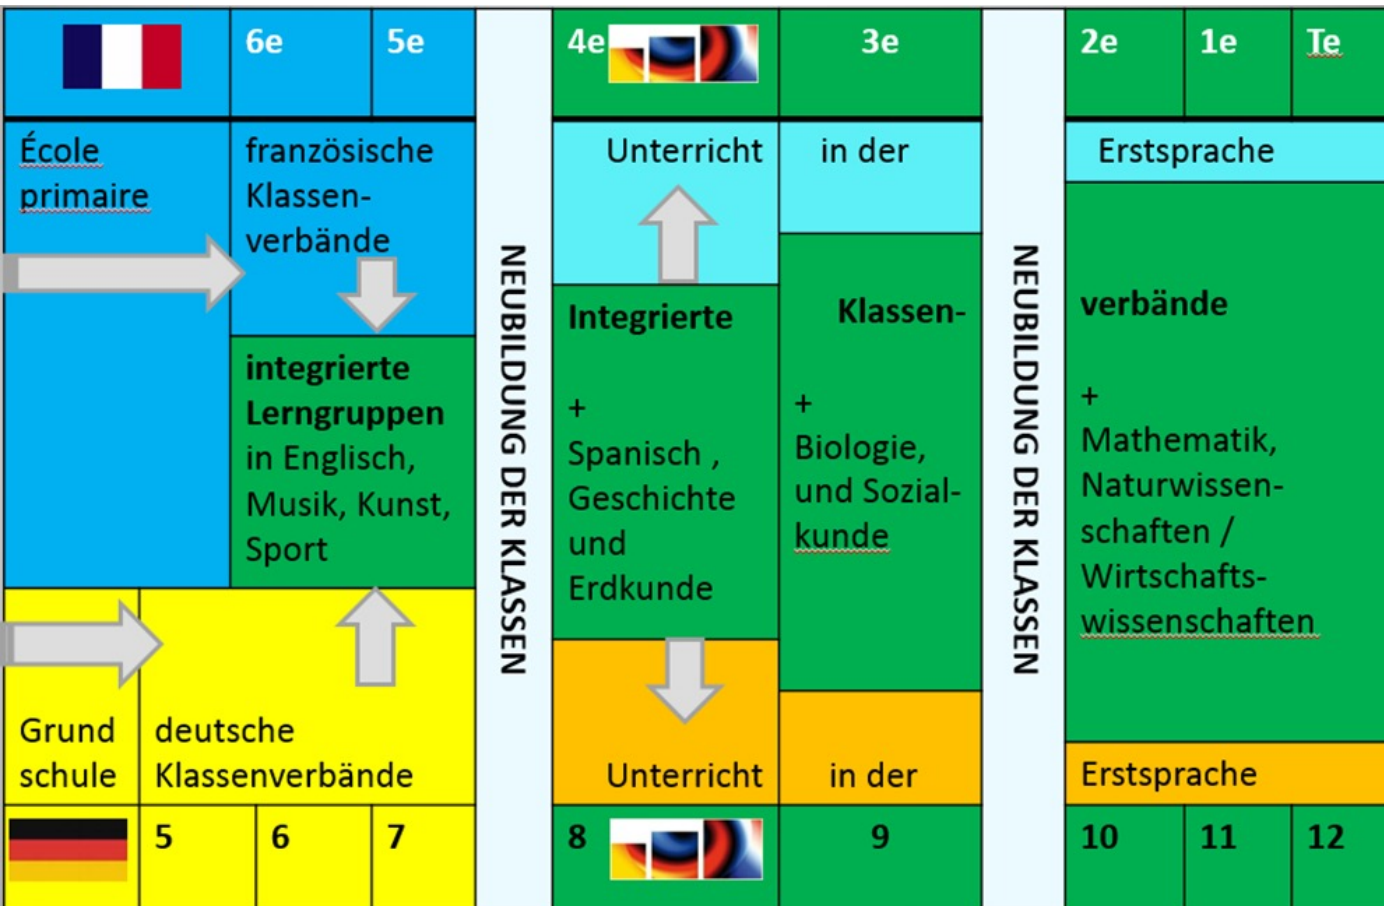 6e
5e
4e
3e
2e
1e
Te
École
primaire
französische
Klassen-
verbände
integrierte
Lerngruppen
in Englisch,
Musik, Kunst,
Sport
Grund
schule
deutsche
Klassenverbände
5
6
7
NEUBILDUNG DER KLASSEN
Unterricht
in der
Erstsprache
Integrierte
+
Spanisch ,
Geschichte
und
Erdkunde
Klassen-
+
Biologie,
und Sozial-
kunde
NEUBILDUNG DER KLASSEN
verbände
+
Mathematik,
Naturwissen-
schaften /
Wirtschafts-
wissenschaften
Unterricht
in der
Erstsprache
8
9
10
11
12